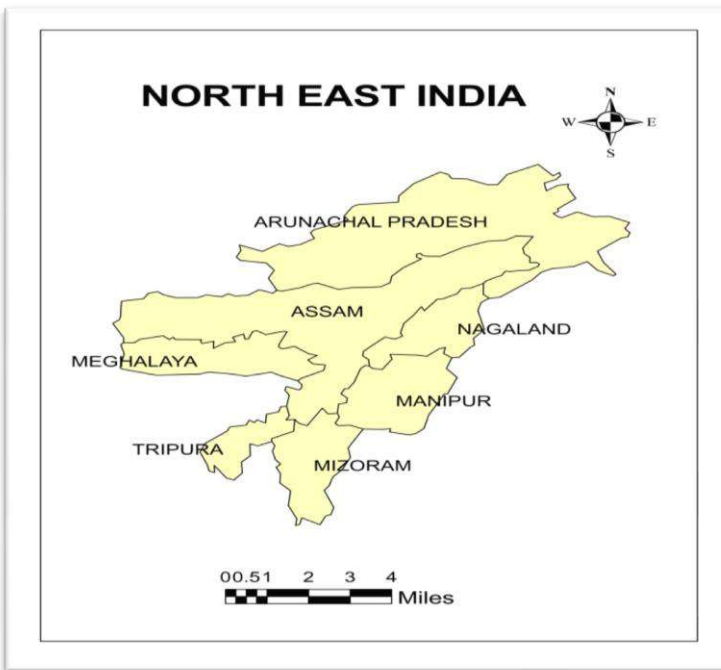 NORTH EAST INDIA
N
W E
S
ARUNACHAL PRADESH
ASSAM
NAGALAND
MEGHALAYA
MANIPUR
TRIPURA
MIZORAM
00.51 2 3 4
Miles